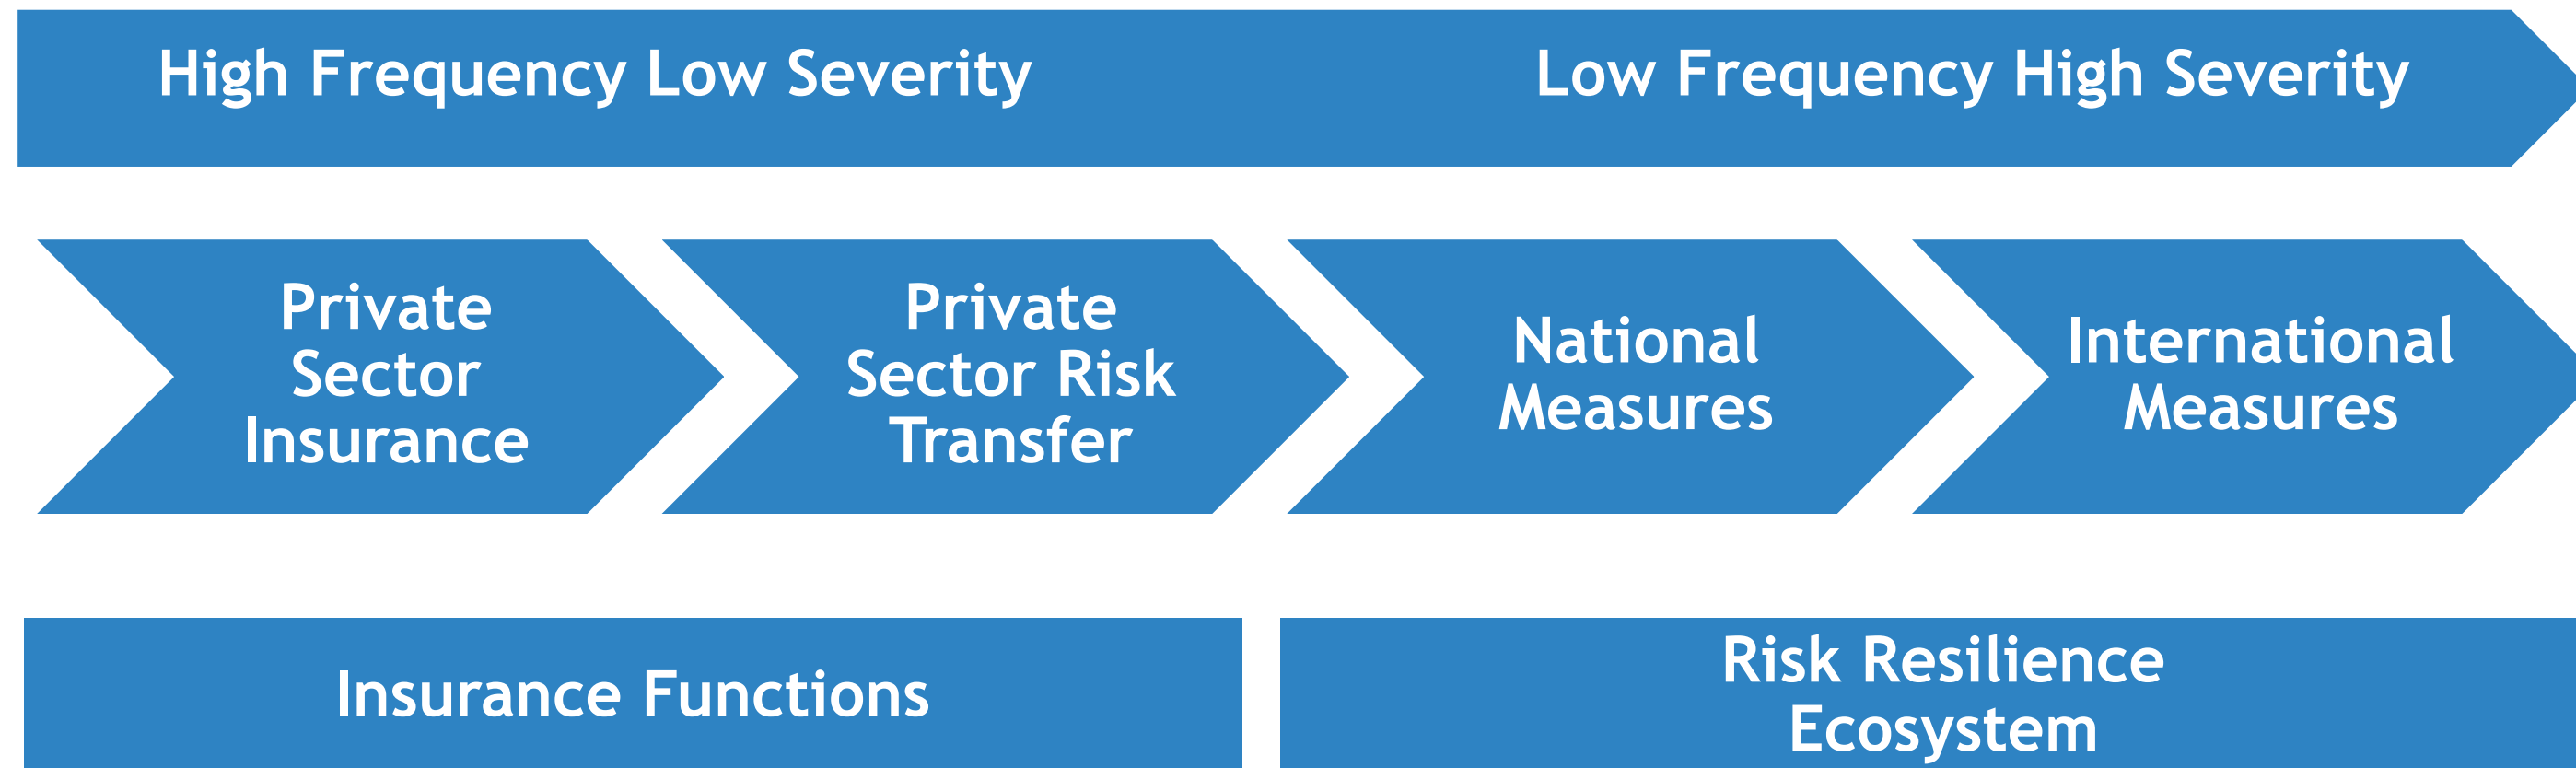 High Frequency Low Severity
Low Frequency High Severity
Private
Sector
Insurance
Private
Sector Risk
Transfer
National
Measures
International
Measures
Insurance Functions
Risk Resilience
Ecosystem